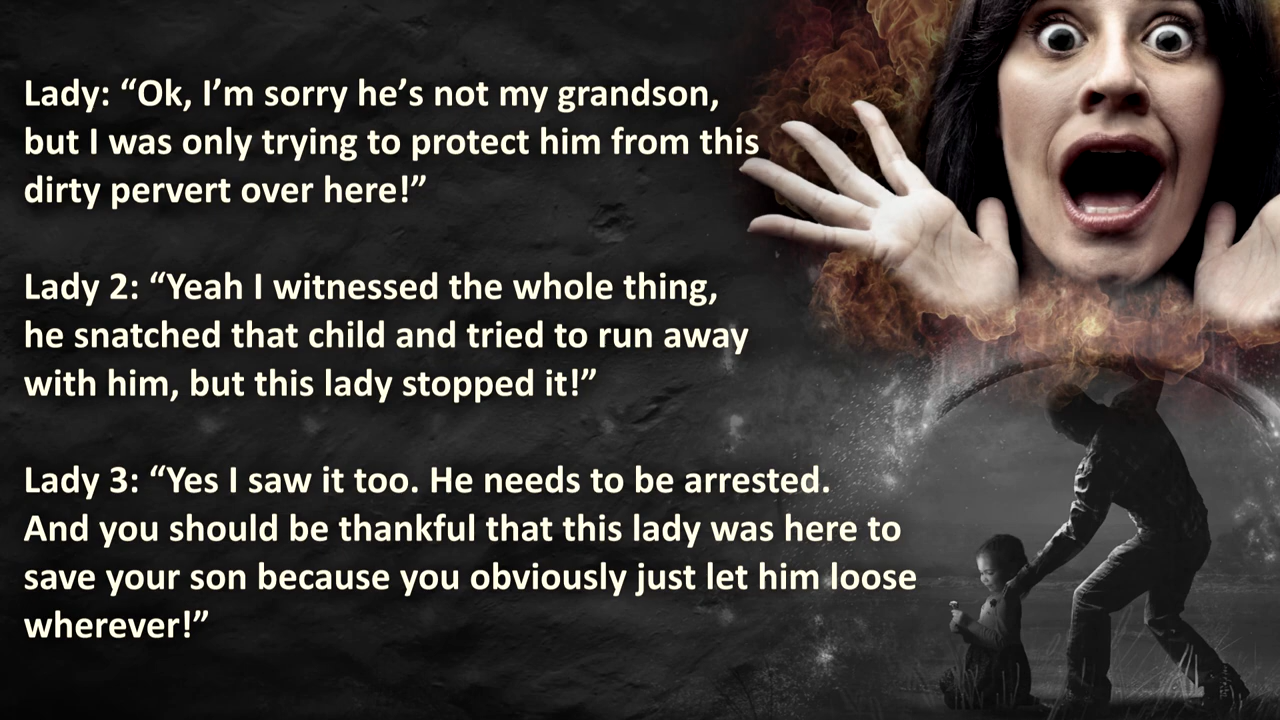 Lady: “Ok, I’m sorry he’s not my grandson,
but I was only trying to protect him from this
dirty pervert over here!”
Lady 2: “Yeah I witnessed the whole thing,
he snatched that child and tried to run away
with him, but this lady stopped it!”
Lady 3: “Yes I saw it too. He needs to be arrested.
And you should be thankful that this lady was here to
save your son because you obviously just let him loose
wherever!”